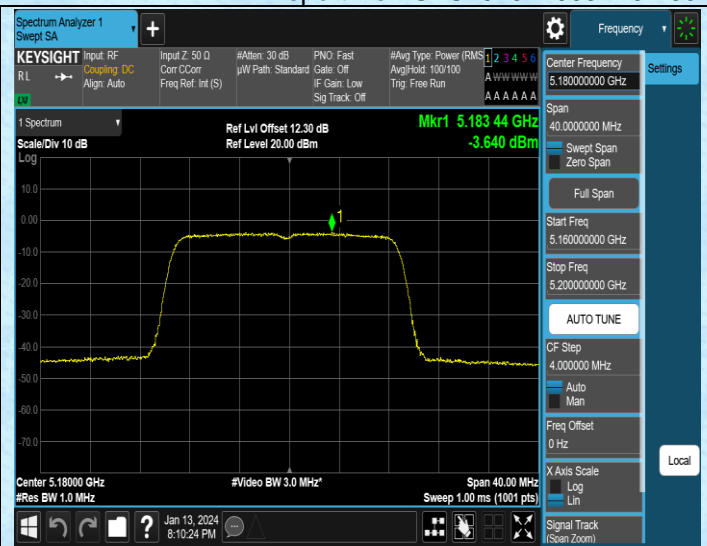 Spectrum Analyzer 1
Swept SA
Frequency
KEYSIGHT
RL
LXI
Input: RF
Coupling: DC
Align: Auto
Input Z: 50 Ω
Corr CCorr
Freq Ref: Int (S)
#Atten: 30 dB
µW Path: Standard
PNO: Fast
Gate: Off
IF Gain: Low
Sig Track: Off
#Avg Type: Power (RMS
Avg|Hold: 100/100
Trig: Free Run
1 2 3 4 5 6
A W W W W W
A A A A A A
1 Spectrum
Scale/Div 10 dB
Ref Lvl Offset 12.30 dB
Ref Level 20.00 dBm
Mkr1 5.183 44 GHz
-3.640 dBm
Log
10.0
0.00
-10.0
-20.0
-30.0
-40.0
-50.0
-60.0
-70.0
1
Center 5.18000 GHz
#Res BW 1.0 MHz
#Video BW 3.0 MHz*
Span 40.00 MHz
Sweep 1.00 ms (1001 pts)
Jan 13, 2024
8:10:24 PM
Center Frequency
5.180000000 GHz
Span
40.0000000 MHz
Swept Span
Zero Span
Full Span
Start Freq
5.160000000 GHz
Stop Freq
5.200000000 GHz
AUTO TUNE
CF Step
4.000000 MHz
Auto
Man
Freq Offset
0 Hz
X Axis Scale
Log
Lin
Signal Track
(Span Zoom)
Settings
Local